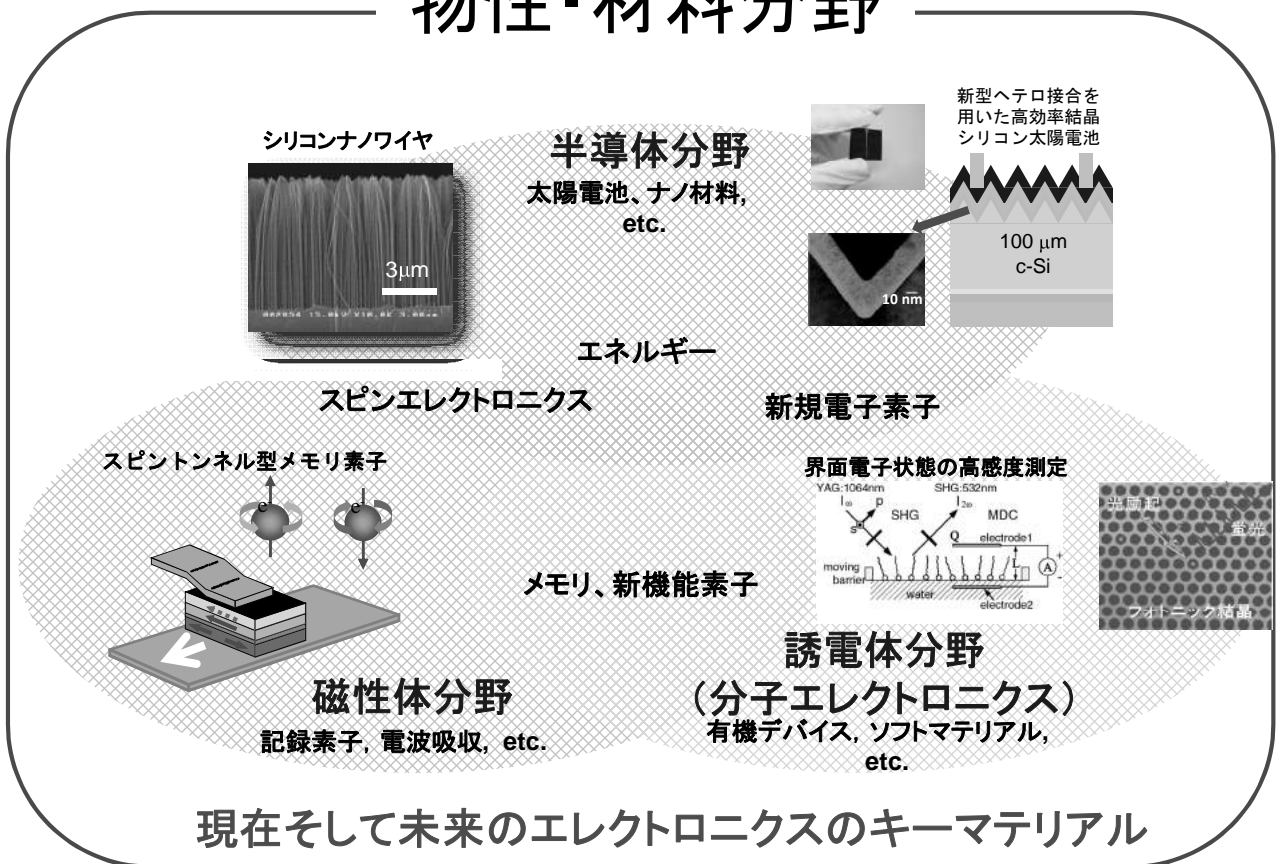 物性・材料分野
シリコンナノワイヤ
3μm
半導体分野
太陽電池、ナノ材料,
etc.
新型ヘテロ接合を
用いた高効率結晶
シリコン太陽電池
100 μm
c-Si
10 nm
エネルギー
スピンエレクトロニクス
新規電子素子
スピントンネル型メモリ素子
e-
e-
メモリ、新機能素子
界面電子状態の高感度測定
YAG:1064nm
SHG:532nm
Iω
p
s
SHG
I2ω
MDC
Q
electrode1
L
A
+
-
moving
barrier
water
electrode2
光励起
蛍光
フォトニック結晶
磁性体分野
記録素子, 電波吸収, etc.
誘電体分野
（分子エレクトロニクス）
有機デバイス, ソフトマテリアル,
etc.
現在そして未来のエレクトロニクスのキーマテリアル